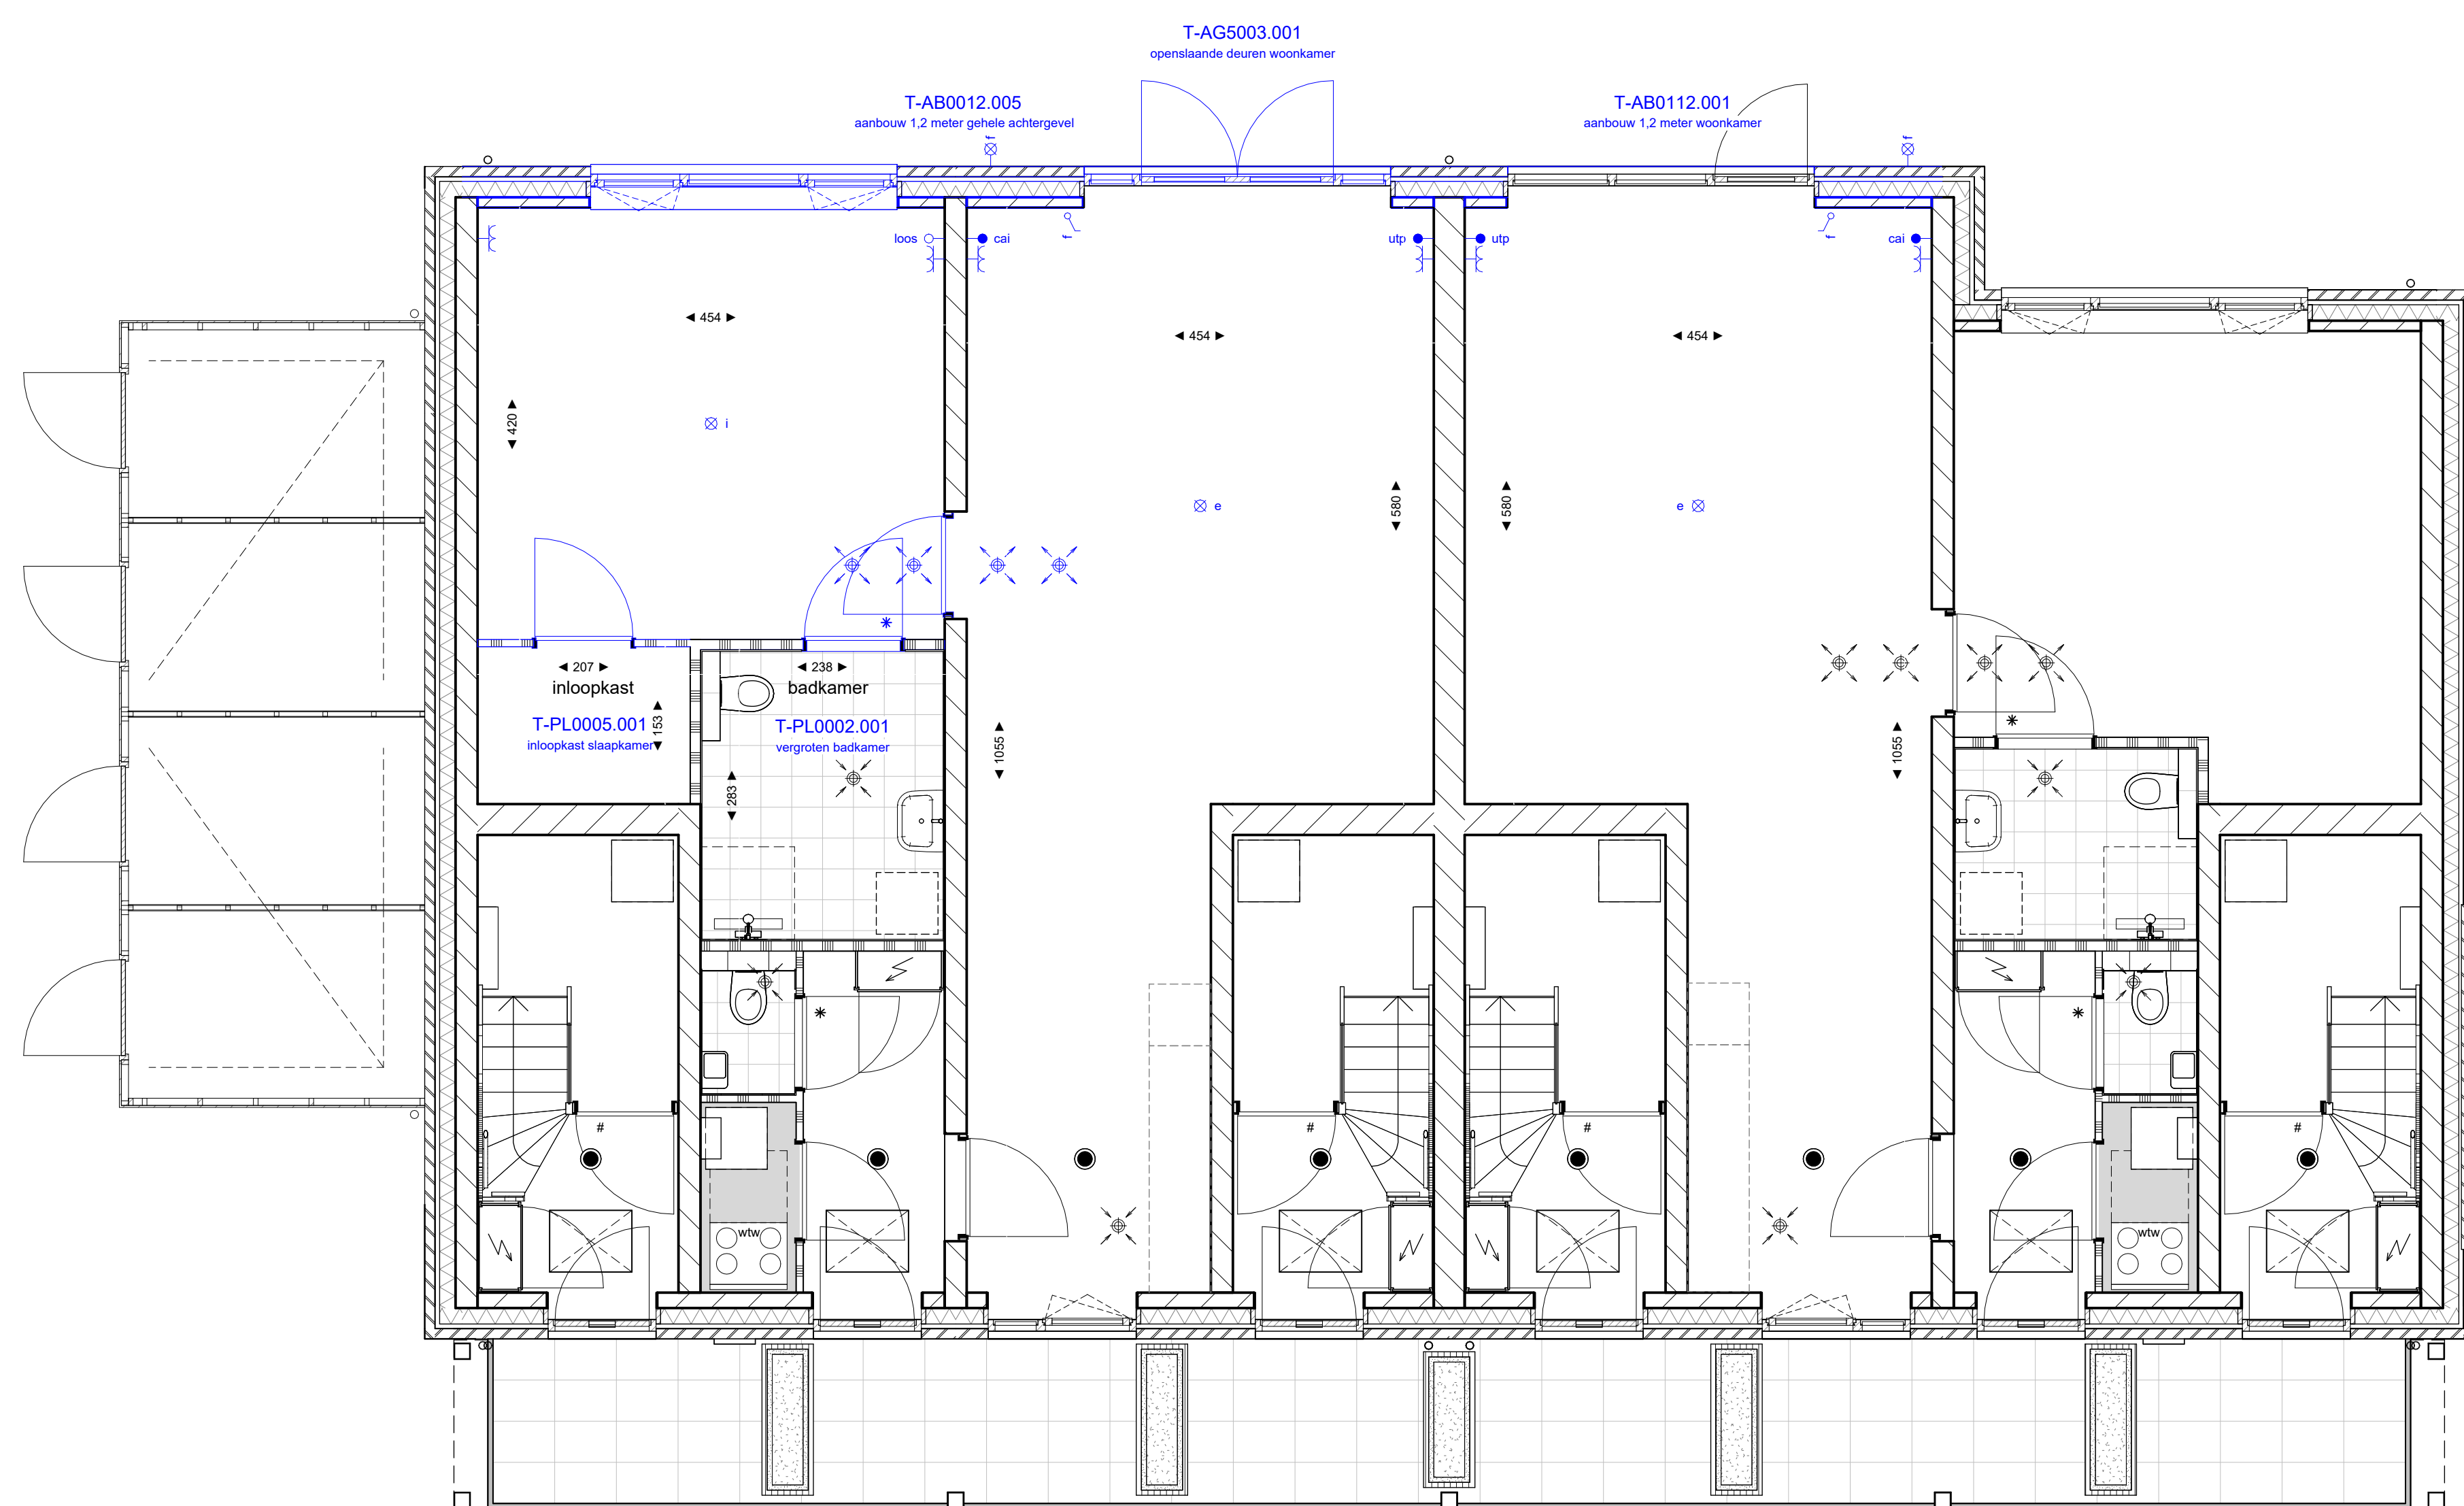 T-AG5003.001
openslaande deuren woonkamer
T-AB0012.005
aanbouw 1,2 meter gehele achtergevel
T-AB0112.001
aanbouw 1,2 meter woonkamer
f
f
loos
cai
f
utp
utp
f
cai
454
454
454
420
i
580
580
e
e
*
207
238
inloopkast
badkamer
T-PL0005.001
inloopkast slaapkamer
153
T-PL0002.001
vergroten badkamer
283
1055
1055
*
*
*
#
#
#
#
wtw
wtw